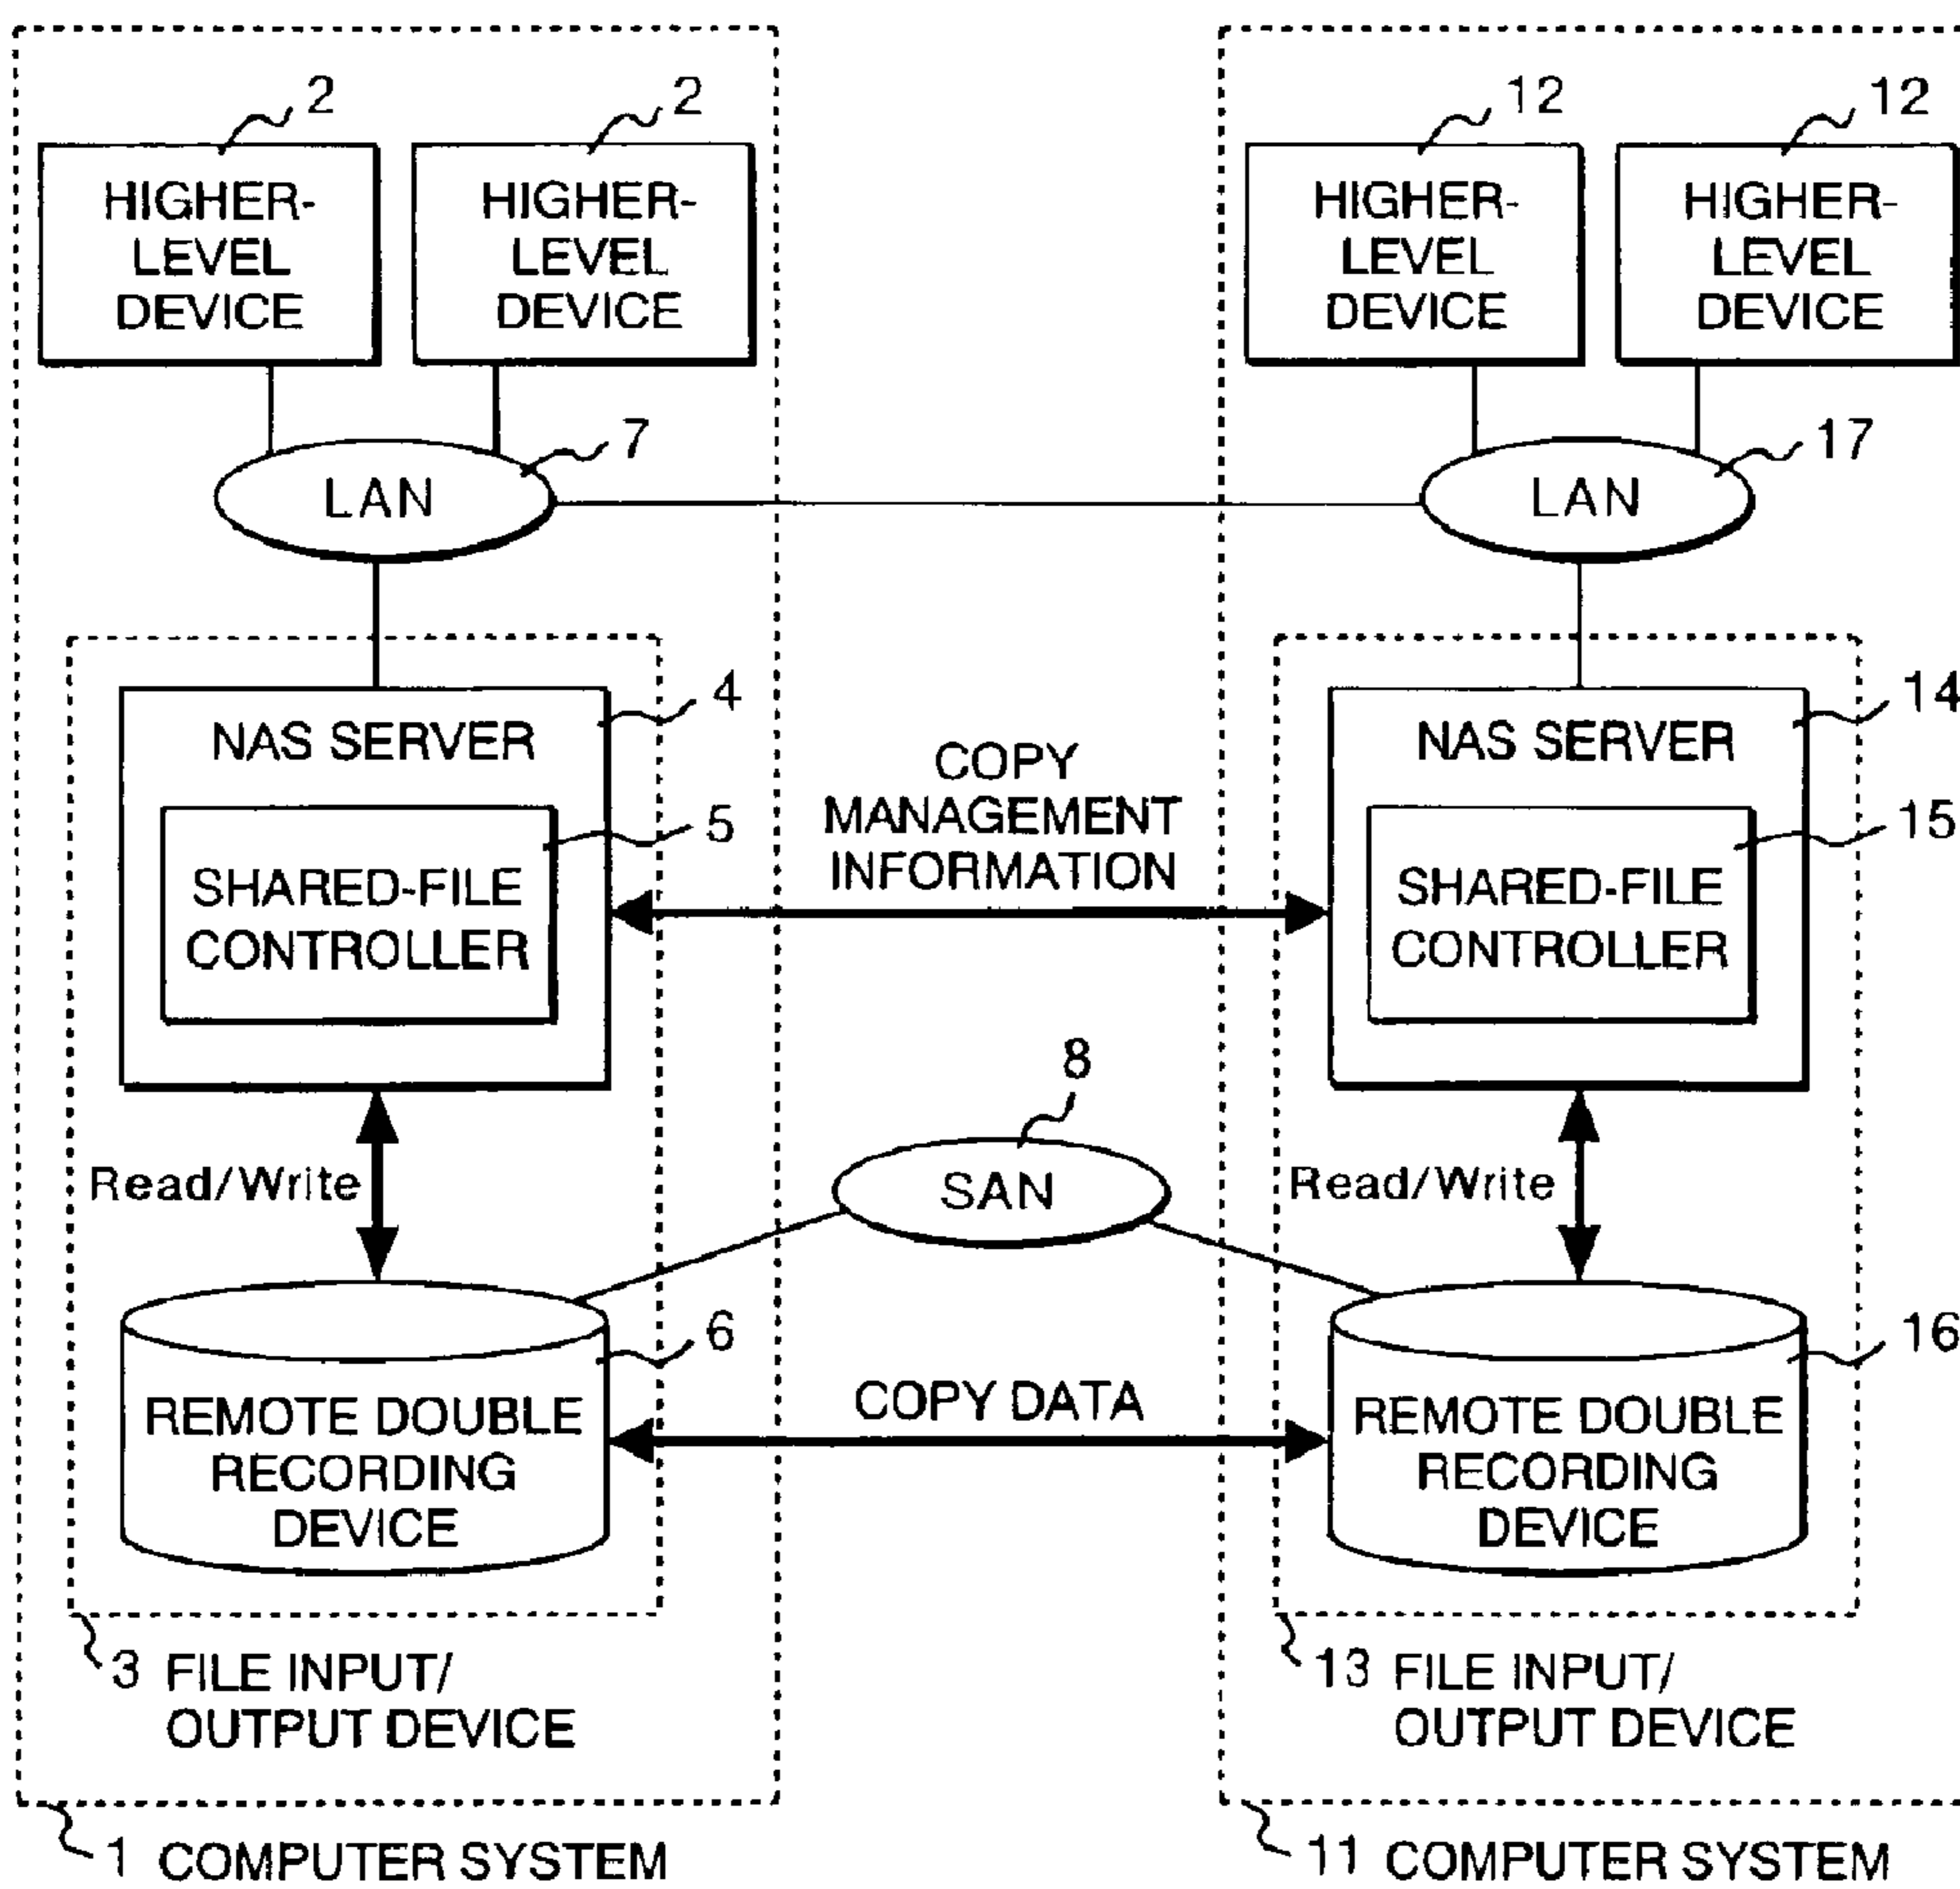 2
2
12
12
HIGHER-
LEVEL
DEVICE
HIGHER-
LEVEL
DEVICE
HIGHER-
LEVEL
DEVICE
HIGHER-
LEVEL
DEVICE
7
17
LAN
LAN
4
14
NAS SERVER
NAS SERVER
COPY
MANAGEMENT
INFORMATION
5
15
SHARED-FILE
CONTROLLER
SHARED-FILE
CONTROLLER
8
Read/Write
SAN
Read/Write
6
16
REMOTE DOUBLE
RECORDING
DEVICE
COPY DATA
REMOTE DOUBLE
RECORDING
DEVICE
3 FILE INPUT/
OUTPUT DEVICE
13 FILE INPUT/
OUTPUT DEVICE
1 COMPUTER SYSTEM
11 COMPUTER SYSTEM